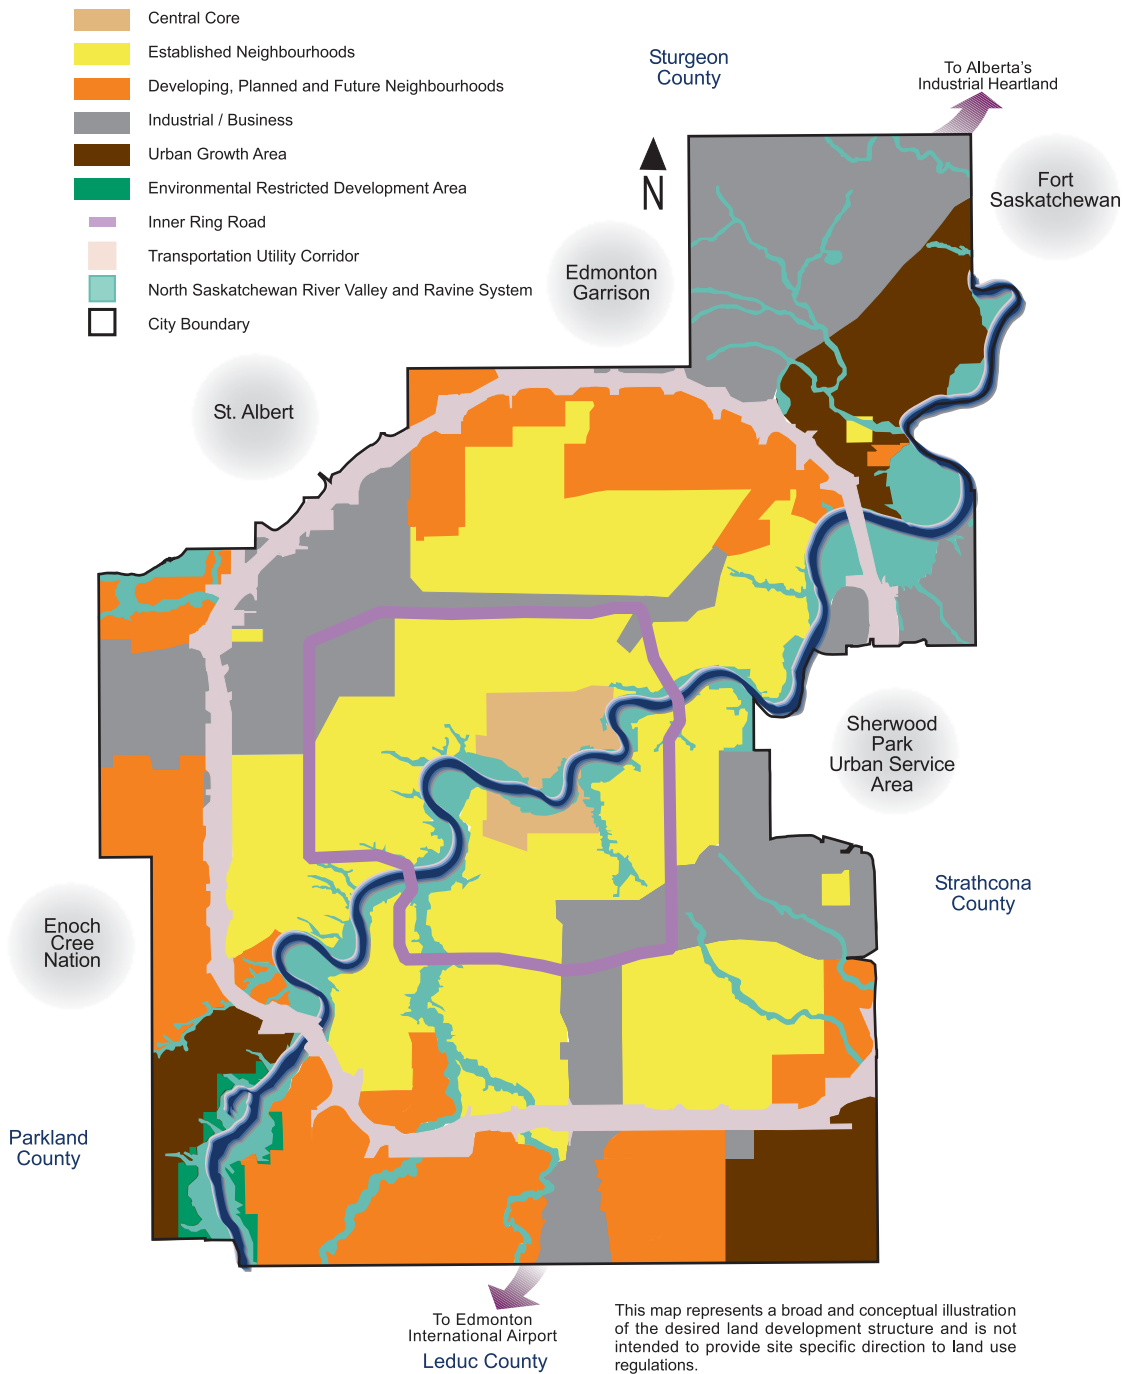 Central Core
Established Neighbourhoods
Developing, Planned and Future Neighbourhoods
Industrial / Business
Urban Growth Area
Environmental Restricted Development Area
Inner Ring Road
Transportation Utility Corridor
North Saskatchewan River Valley and Ravine System
City Boundary
Sturgeon
County
To Alberta's
Industrial Heartland
N
Fort
Saskatchewan
Edmonton
Garrison
St. Albert
Sherwood
Park
Urban Service
Area
Strathcona
County
Enoch
Cree
Nation
Parkland
County
To Edmonton
International Airport
Leduc County
This map represents a broad and conceptual illustration
of the desired land development structure and is not
intended to provide site specific direction to land use
regulations.